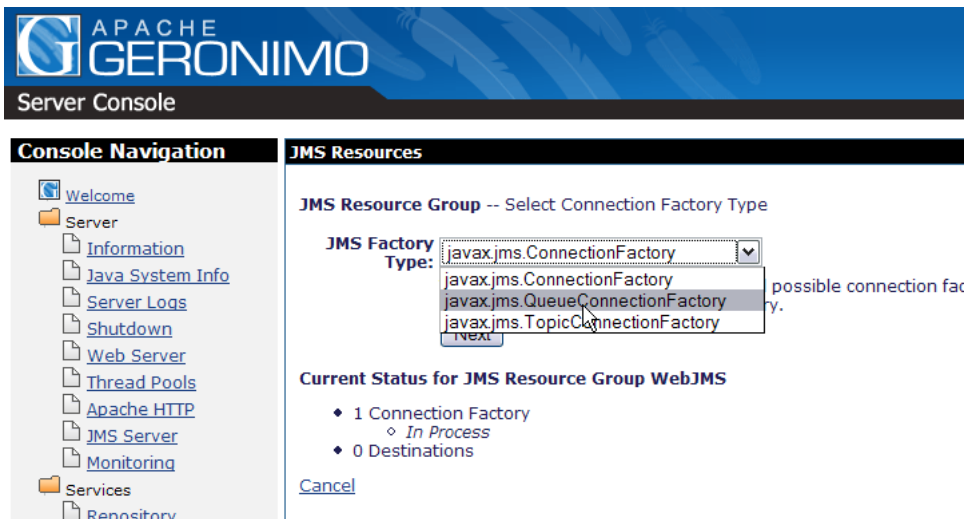 APACHE
GERONIMO
Server Console
Console Navigation
Welcome
Server
Information
Java System Info
Server Logs
Shutdown
Web Server
Thread Pools
Apache HTTP
JMS Server
Monitoring
Services
Repository
JMS Resources
JMS Resource Group -- Select Connection Factory Type
JMS Factory Type:
javax.jms.ConnectionFactory
javax.jms.ConnectionFactory
javax.jms.QueueConnectionFactory
javax.jms.TopicConnectionFactory
possible connection fac
ry.
Next
Current Status for JMS Resource Group WebJMS
1 Connection Factory
In Process
0 Destinations
Cancel